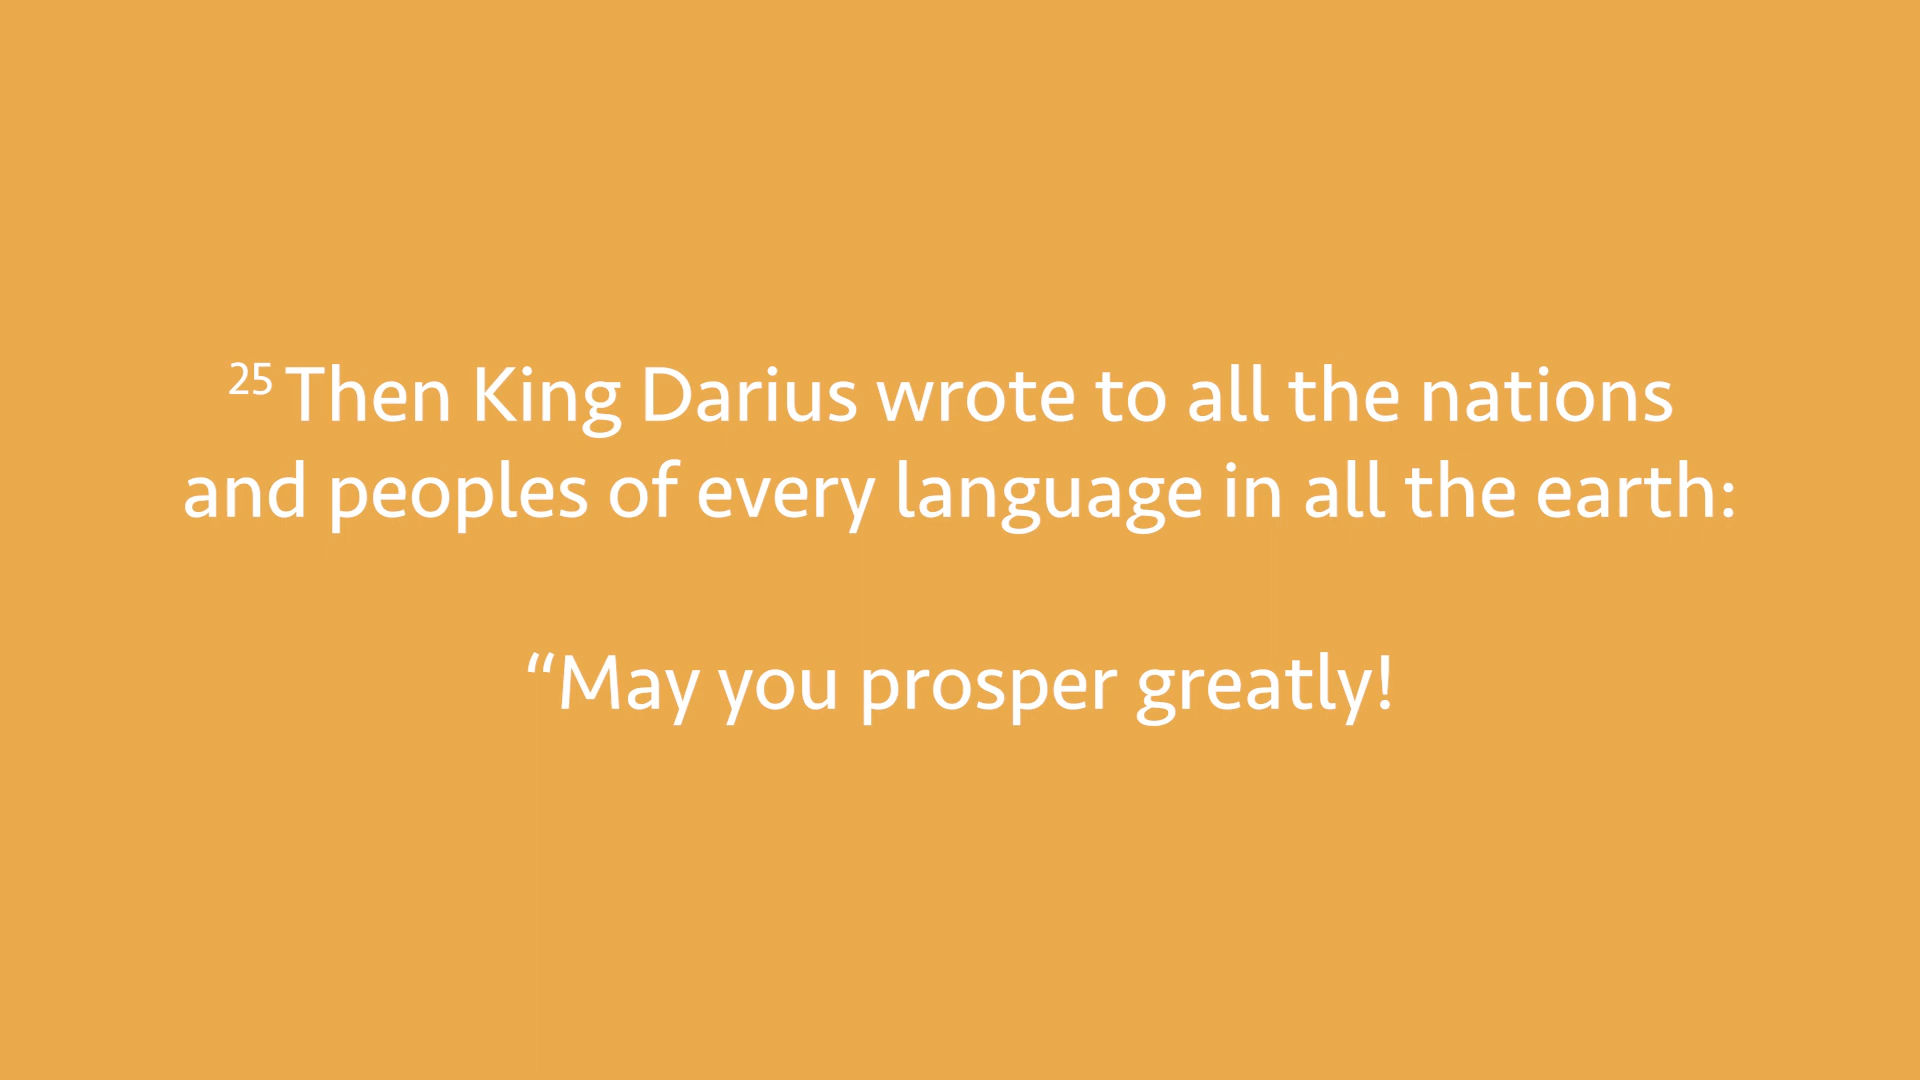 25 Then King Darius wrote to all the nations
and peoples of every language in all the earth:
“May you prosper greatly!